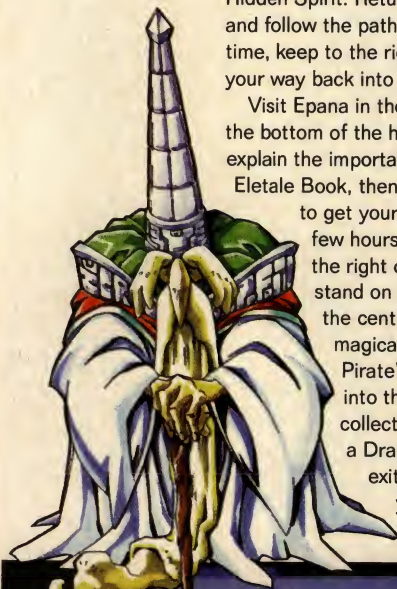 Hidden Spirit. Retu
and follow the path
time, keep to the ri
your way back into
Visit Epana in the
the bottom of the h
explain the importa
Eletale Book, then
to get your
few hours
the right o
stand on
the cent
magica
Pirate'
into th
collect
a Dra
exit